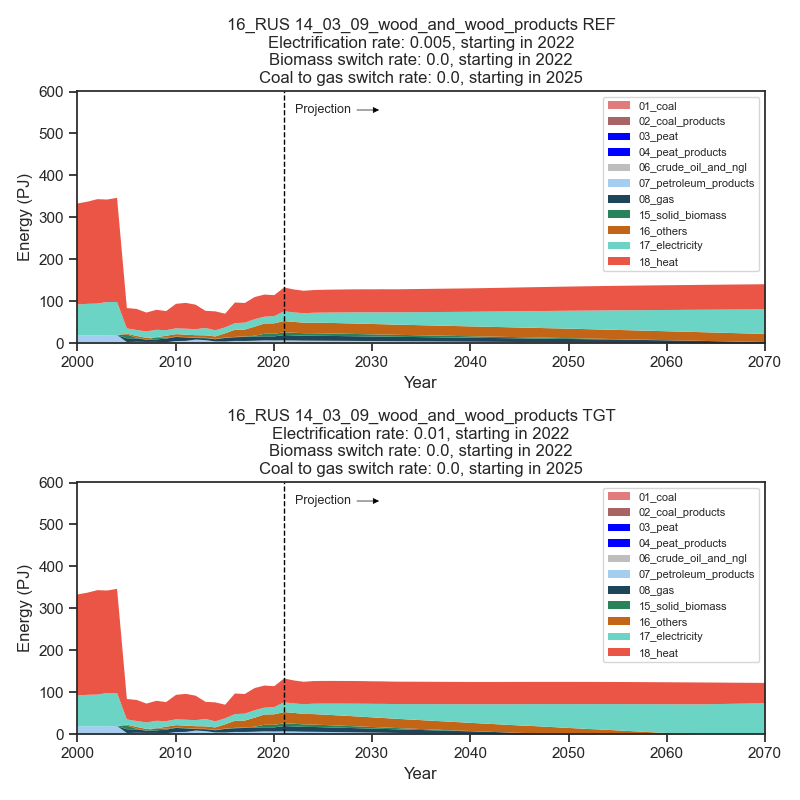 16_RUS 14_03_09_wood_and_wood_products REF
Electrification rate: 0.005, starting in 2022
Biomass switch rate: 0.0, starting in 2022
Coal to gas switch rate: 0.0, starting in 2025
600
500
400
300
200
100
0
Energy (PJ)
Projection
01_coal
02_coal_products
03_peat
04_peat_products
06_crude_oil_and_ngl
07_petroleum_products
08_gas
15_solid_biomass
16_others
17_electricity
18_heat
2000 2010 2020 2030 2040 2050 2060 2070
Year
16_RUS 14_03_09_wood_and_wood_products TGT
Electrification rate: 0.01, starting in 2022
Biomass switch rate: 0.0, starting in 2022
Coal to gas switch rate: 0.0, starting in 2025
600
500
400
300
200
100
0
Energy (PJ)
Projection
01_coal
02_coal_products
03_peat
04_peat_products
06_crude_oil_and_ngl
07_petroleum_products
08_gas
15_solid_biomass
16_others
17_electricity
18_heat
2000 2010 2020 2030 2040 2050 2060 2070
Year